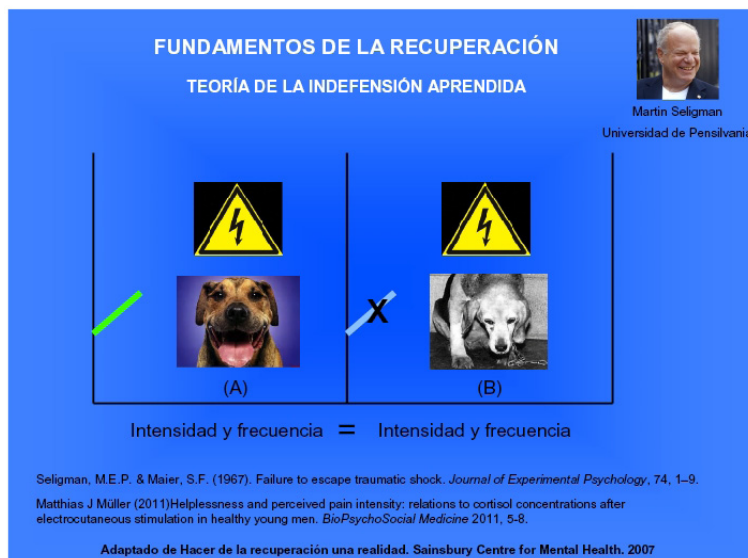 FUNDAMENTOS DE LA RECUPERACIÓN
TEORÍA DE LA INDEFENSIÓN APRENDIDA
Martin Seligman
Universidad de Pensilvania
X
(A)
(B)
Intensidad y frecuencia = Intensidad y frecuencia
Seligman, M.E.P. & Maier, S.F. (1967). Failure to escape traumatic shock. Journal of Experimental Psychology, 74, 1–9.
Matthias J Müller (2011)Helplessness and perceived pain intensity: relations to cortisol concentrations after
electrocutaneous stimulation in healthy young men. BioPsychoSocial Medicine 2011, 5-8.
Adaptado de Hacer de la recuperación una realidad. Sainsbury Centre for Mental Health. 2007